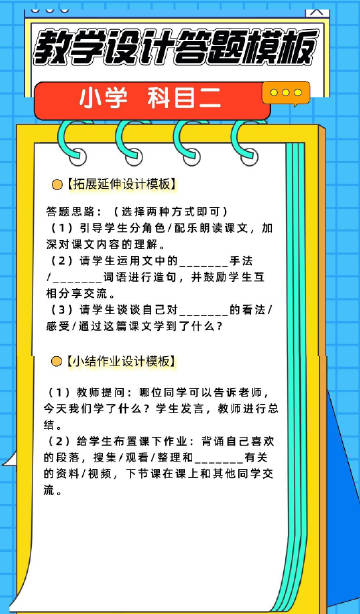 教学设计答题模板
小学 科目二
【拓展延伸设计模板】
答题思路：（选择两种方式即可）
（1）引导学生分角色/配乐朗读课文，加
深对课文内容的理解。
（2）请学生运用文中的_______手法
/_______词语进行造句，并鼓励学生互
相分享交流。
（3）请学生谈谈自己对_______的看法/
感受/通过这篇课文学到了什么？
【小结作业设计模板】
（1）教师提问：哪位同学可以告诉老师，
今天我们学了什么？学生发言，教师进行总
结。
（2）给学生布置课下作业：背诵自己喜欢
的段落，搜集/观看/整理和_______有关
的资料/视频，下节课在课上和其他同学交
流。